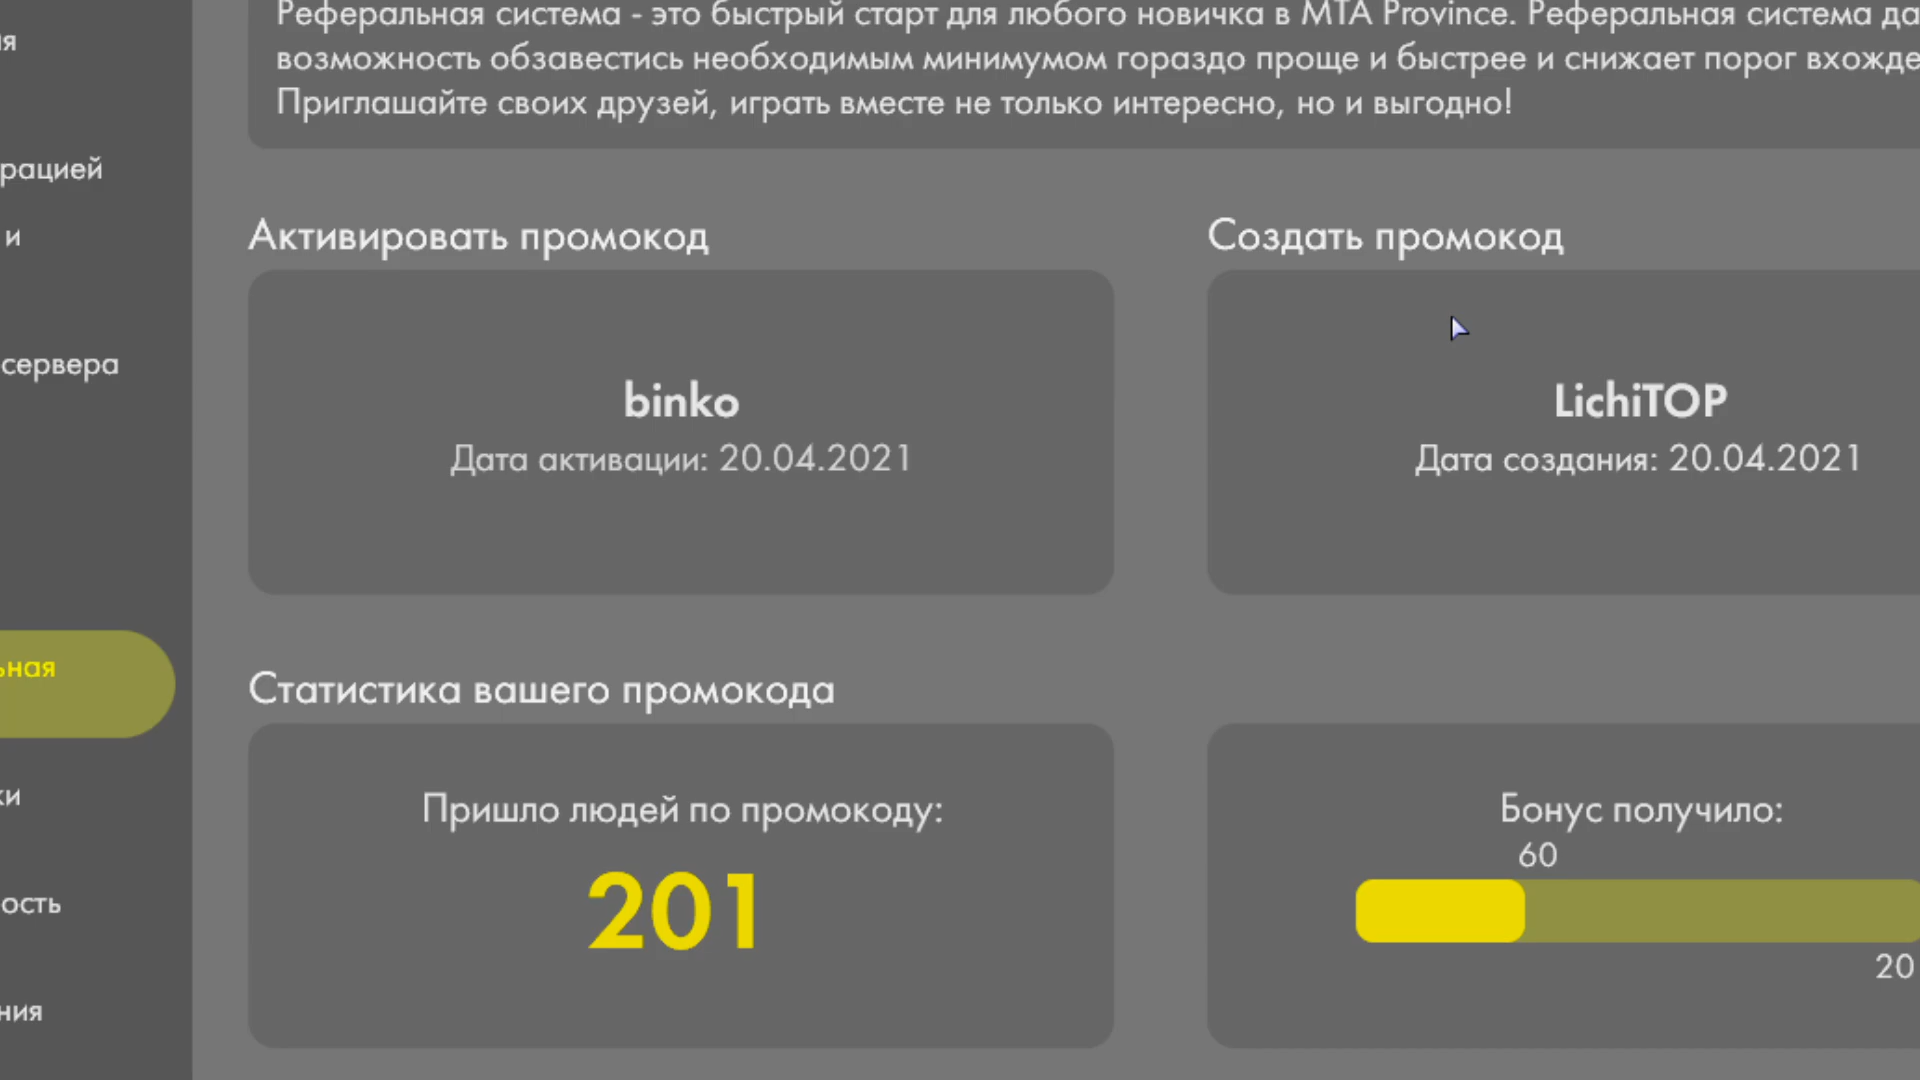 Реферальная система - это быстрый старт для любого новичка в MTA Province. Реферальная система да
возможность обзавестись необходимым минимумом гораздо проще и быстрее и снижает порог вхожде
Приглашайте своих друзей, играть вместе не только интересно, но и выгодно!
я
рацией
и
сервера
ьная
ки
ость
ния
Активировать промокод
binko
Дата активации: 20.04.2021
Создать промокод
LichiTOP
Дата создания: 20.04.2021
Статистика вашего промокода
Пришло людей по промокоду:
201
Бонус получило:
60
20